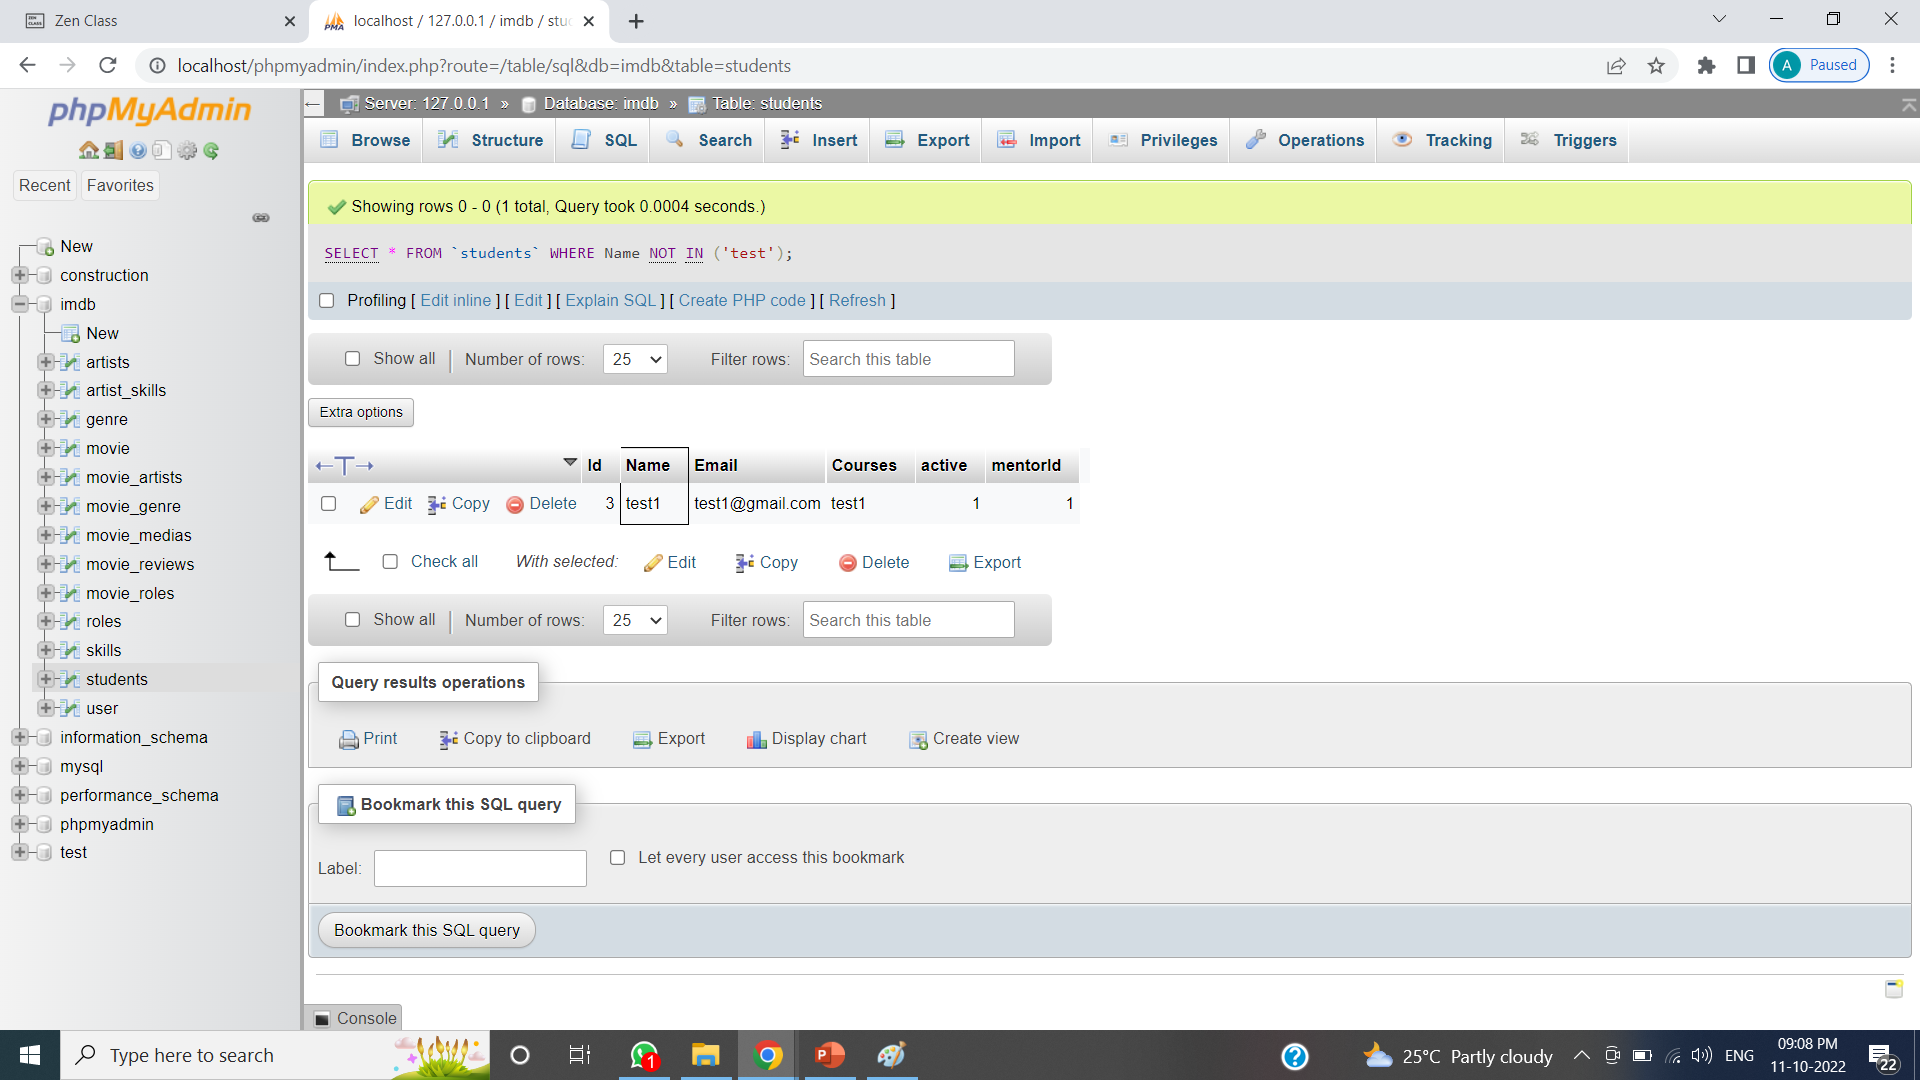 Zen Class
localhost / 127.0.0.1 / imdb / stu
localhost/phpmyadmin/index.php?route=/table/sql&db=imdb&table=students
A Paused
phpMyAdmin
Recent Favorites
New
construction
imdb
New
artists
artist_skills
genre
movie
movie_artists
movie_genre
movie_medias
movie_reviews
movie_roles
roles
skills
students
user
information_schema
mysql
performance_schema
phpmyadmin
test
Server: 127.0.0.1 » Database: imdb » Table: students
Browse Structure SQL Search Insert Export Import Privileges Operations Tracking Triggers
Showing rows 0 - 0 (1 total, Query took 0.0004 seconds.)
SELECT * FROM `students` WHERE Name NOT IN ('test');
Profiling [ Edit inline ] [ Edit ] [ Explain SQL ] [ Create PHP code ] [ Refresh ]
Show all Number of rows: 25 Filter rows: Search this table
Extra options
←T→ Id Name Email Courses active mentorId
Edit Copy Delete 3 test1 test1@gmail.com test1 1 1
Check all With selected: Edit Copy Delete Export
Show all Number of rows: 25 Filter rows: Search this table
Query results operations
Print Copy to clipboard Export Display chart Create view
Bookmark this SQL query
Label: Let every user access this bookmark
Bookmark this SQL query
Console
Type here to search
1
P
25°C Partly cloudy
ENG
09:08 PM
11-10-2022
22